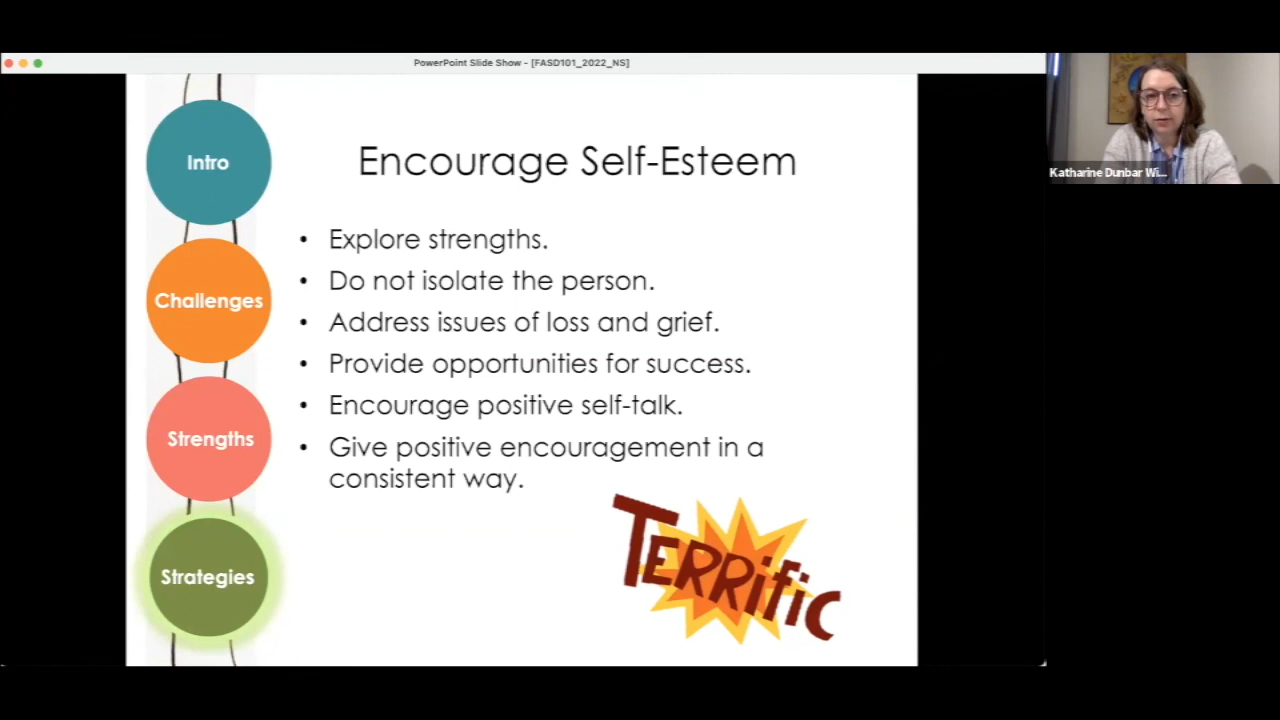 PowerPoint Slide Show - [FASD101_2022_NS]
Katharine Dunbar Wi...
Intro
Challenges
Strengths
Strategies
Encourage Self-Esteem
• Explore strengths.
• Do not isolate the person.
• Address issues of loss and grief.
• Provide opportunities for success.
• Encourage positive self-talk.
• Give positive encouragement in a
consistent way.
TERRific